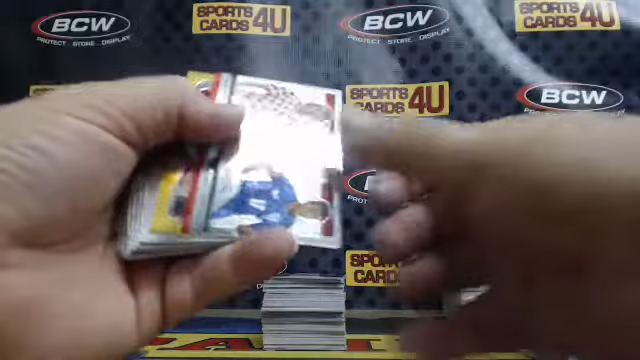 BCW
PROTECT STORE DISPLAY
SPORTS
CARDS 4U
BCW
PROTECT STORE DISPLAY
SPORTS
CARDS 4U
SPORTS
CARDS 4U
BCW
SPORTS
CARDS